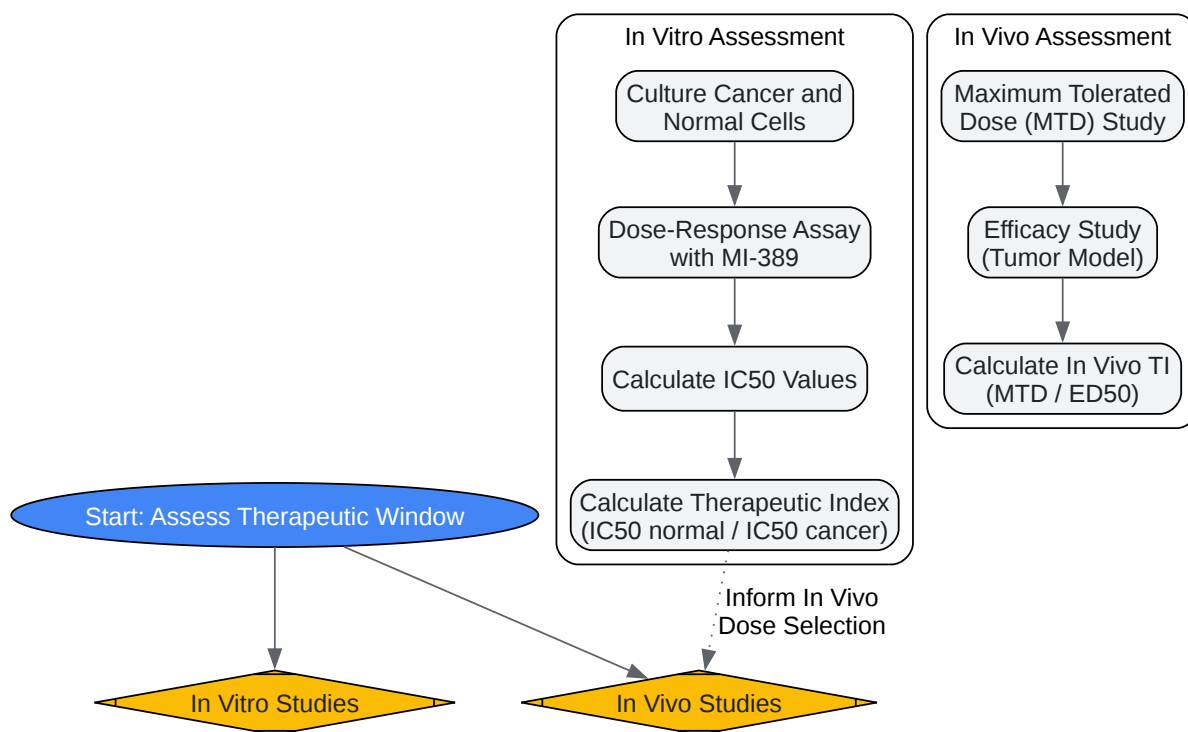 In Vitro Assessment
Culture Cancer and
Normal Cells
Dose-Response Assay
with MI-389
Calculate IC50 Values
Calculate Therapeutic Index
(IC50 normal / IC50 cancer)
In Vivo Assessment
Maximum Tolerated
Dose (MTD) Study
Efficacy Study
(Tumor Model)
Calculate In Vivo TI
(MTD / ED50)
Start: Assess Therapeutic Window
Inform In Vivo
Dose Selection
In Vitro Studies
In Vivo Studies